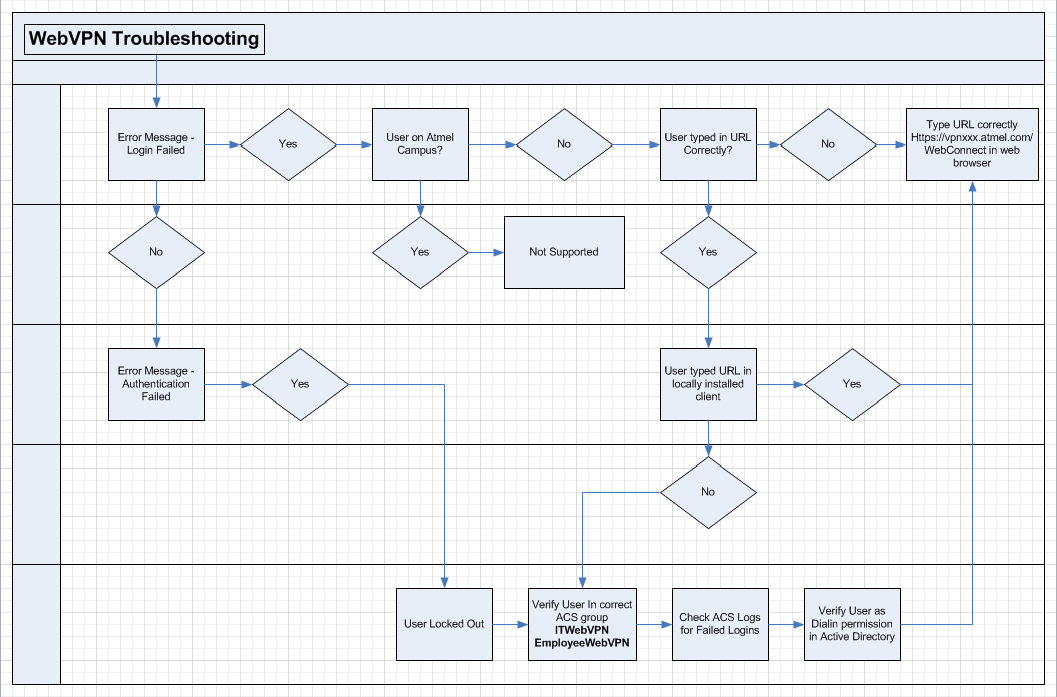 WebVPN Troubleshooting
Error Message -
Login Failed
Yes
User on Atmel
Campus?
No
User typed in URL
Correctly?
No
Type URL correctly
Https://vpnxxx.atmel.com/
WebConnect in web
browser
No
Yes
Not Supported
Yes
Error Message -
Authentication
Failed
Yes
User typed URL in
locally installed
client
Yes
No
User Locked Out
Verify User In correct
ACS group
ITWebVPN
EmployeeWebVPN
Check ACS Logs
for Failed Logins
Verify User as
Dialin permission
in Active Directory